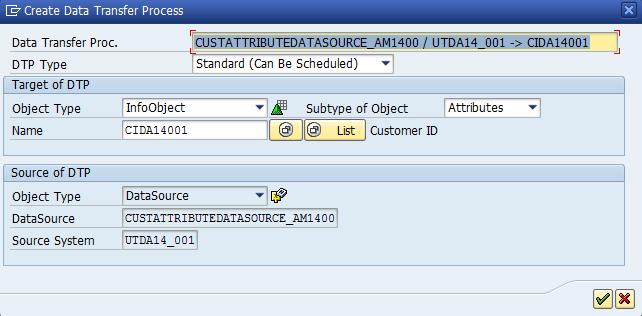 Create Data Transfer Process
Data Transfer Proc. CUSTATTRIBUTEDATASOURCE_AM1400 / UTDA14_001 -> CIDA14001
DTP Type Standard (Can Be Scheduled)
Target of DTP
Object Type InfoObject Subtype of Object Attributes
Name CIDA14001 List Customer ID
Source of DTP
Object Type DataSource
DataSource CUSTATTRIBUTEDATASOURCE_AM1400
Source System UTDA14_001